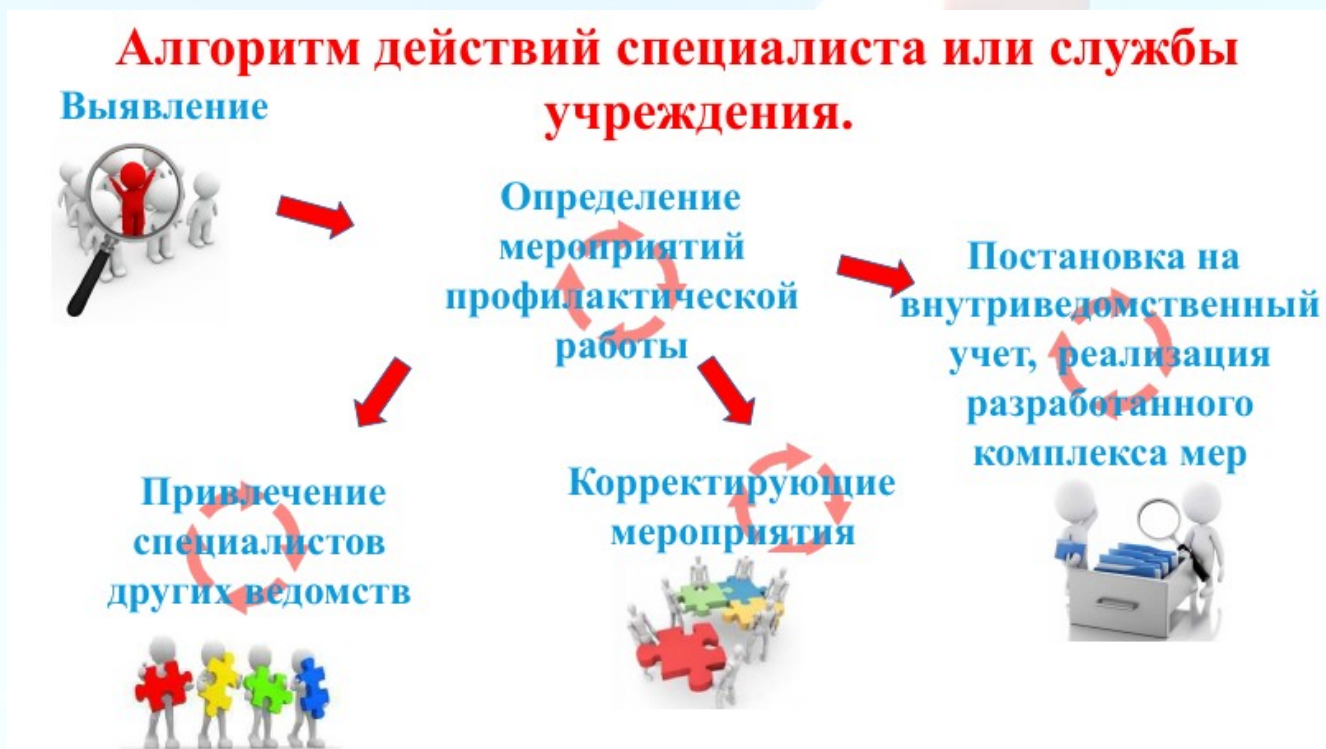 Алгоритм действий специалиста или службы
учреждения.
Выявление
Определение
мероприятий
профилактической
работы
Постановка на
внутриведомственный
учет, реализация
разработанного
комплекса мер
Привлечение
специалистов
других ведомств
Корректирующие
мероприятия